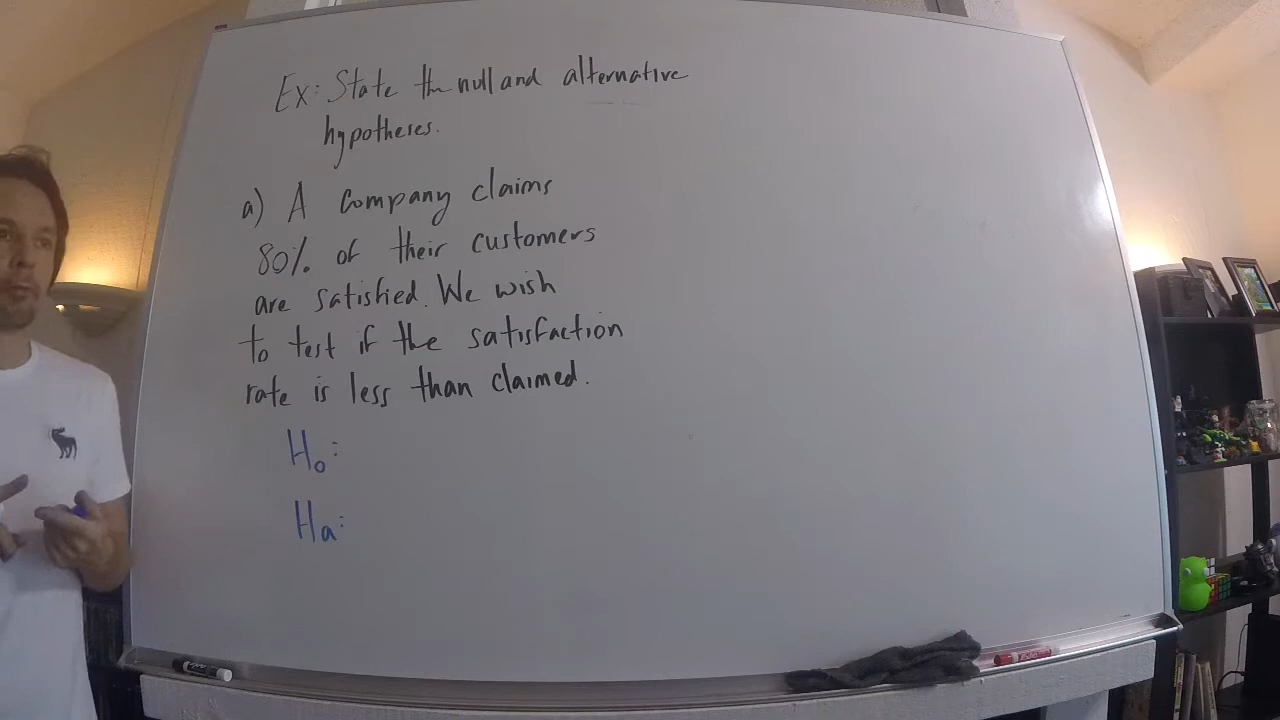 Ex: State the null and alternative
hypotheses.
a) A company claims
80% of their customers
are satisfied. We wish
to test if the satisfaction
rate is less than claimed.
H₀:
Ha: